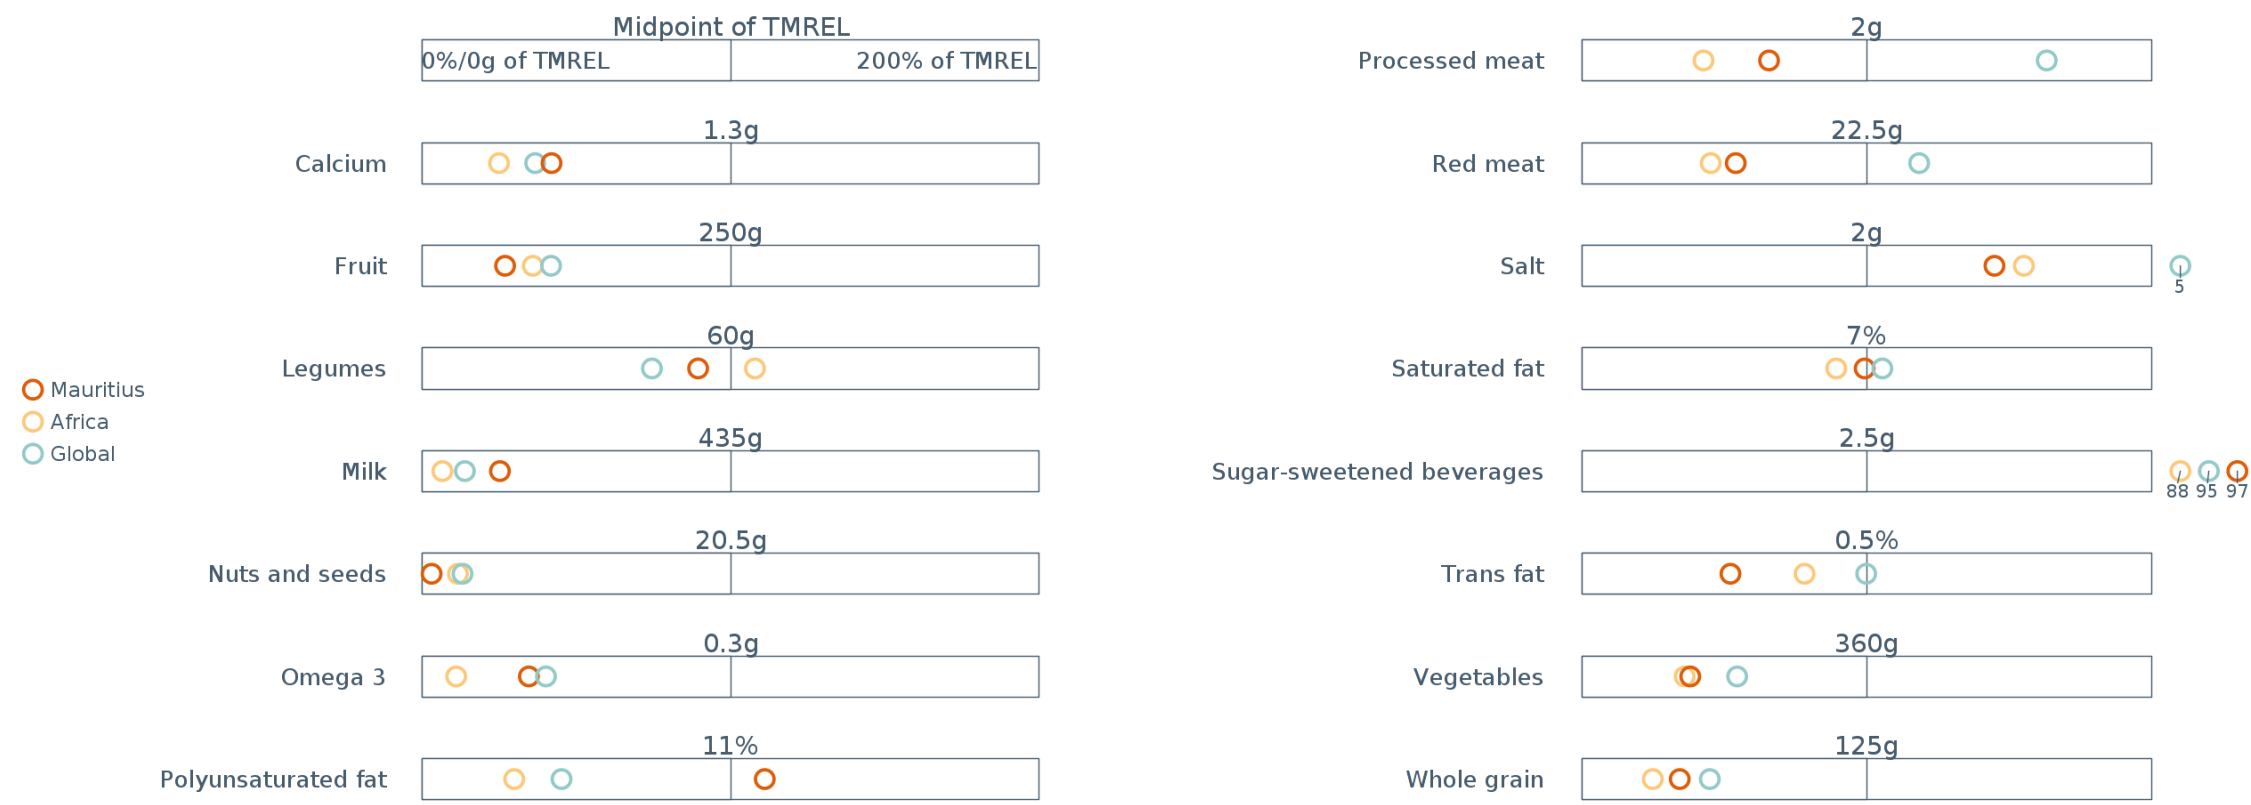 Midpoint of TMREL
0%/0g of TMREL
200% of TMREL
1.3g
Calcium
250g
Fruit
60g
Legumes
435g
Milk
20.5g
Nuts and seeds
0.3g
Omega 3
11%
Polyunsaturated fat
Mauritius
Africa
Global
2g
Processed meat
22.5g
Red meat
2g
Salt
5
7%
Saturated fat
2.5g
Sugar-sweetened beverages
88 95 97
0.5%
Trans fat
360g
Vegetables
125g
Whole grain